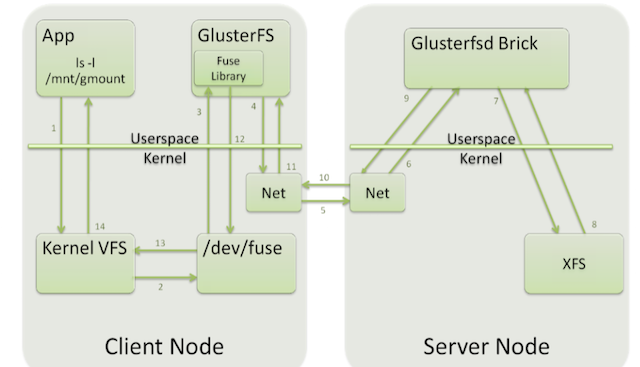 App
ls -l
/mnt/gmount
GlusterFS
Fuse
Library
Glusterfsd Brick
1
3
4
12
9
7
Userspace
Kernel
Userspace
Kernel
11
6
10
5
Net
Net
14
8
Kernel VFS
13
2
/dev/fuse
XFS
Client Node
Server Node